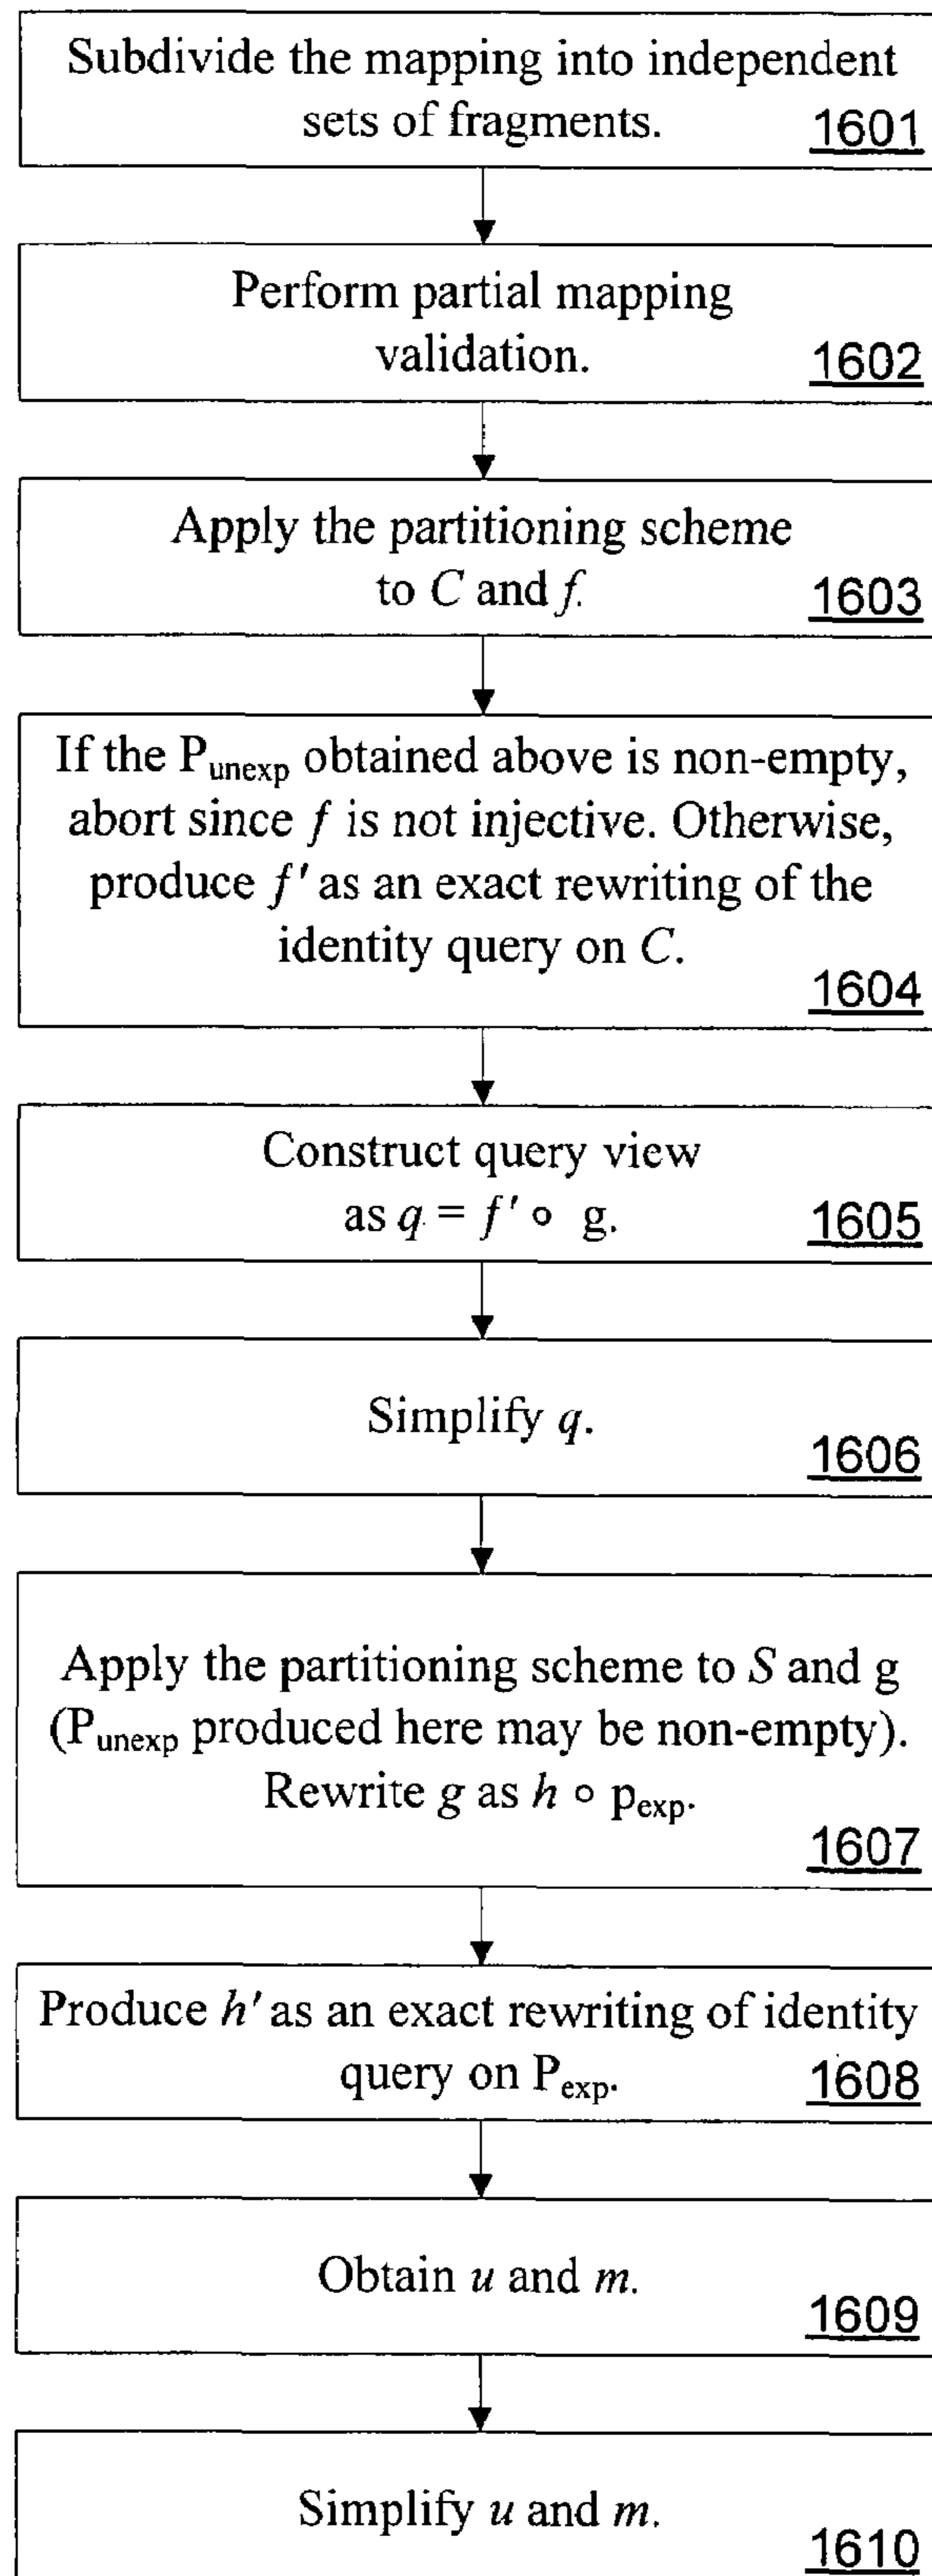 Subdivide the mapping into independent
sets of fragments.
1601
Perform partial mapping
validation.
1602
Apply the partitioning scheme
to C and f.
1603
If the Punexp obtained above is non-empty,
abort since f is not injective. Otherwise,
produce f' as an exact rewriting of the
identity query on C.
1604
Construct query view
as q = f' ∘ g.
1605
Simplify q.
1606
Apply the partitioning scheme to S and g
(Punexp produced here may be non-empty).
Rewrite g as h ∘ pexp.
1607
Produce h' as an exact rewriting of identity
query on Pexp.
1608
Obtain u and m.
1609
Simplify u and m.
1610